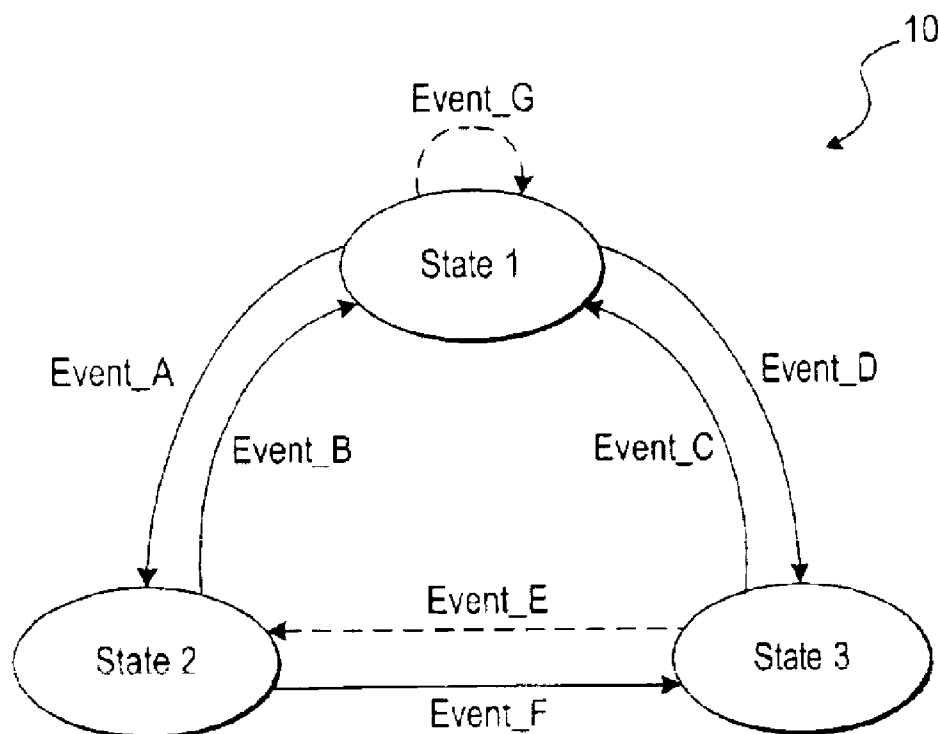 10
Event_G
State 1
Event_A
Event_D
Event_B
Event_C
Event_E
State 2
State 3
Event_F